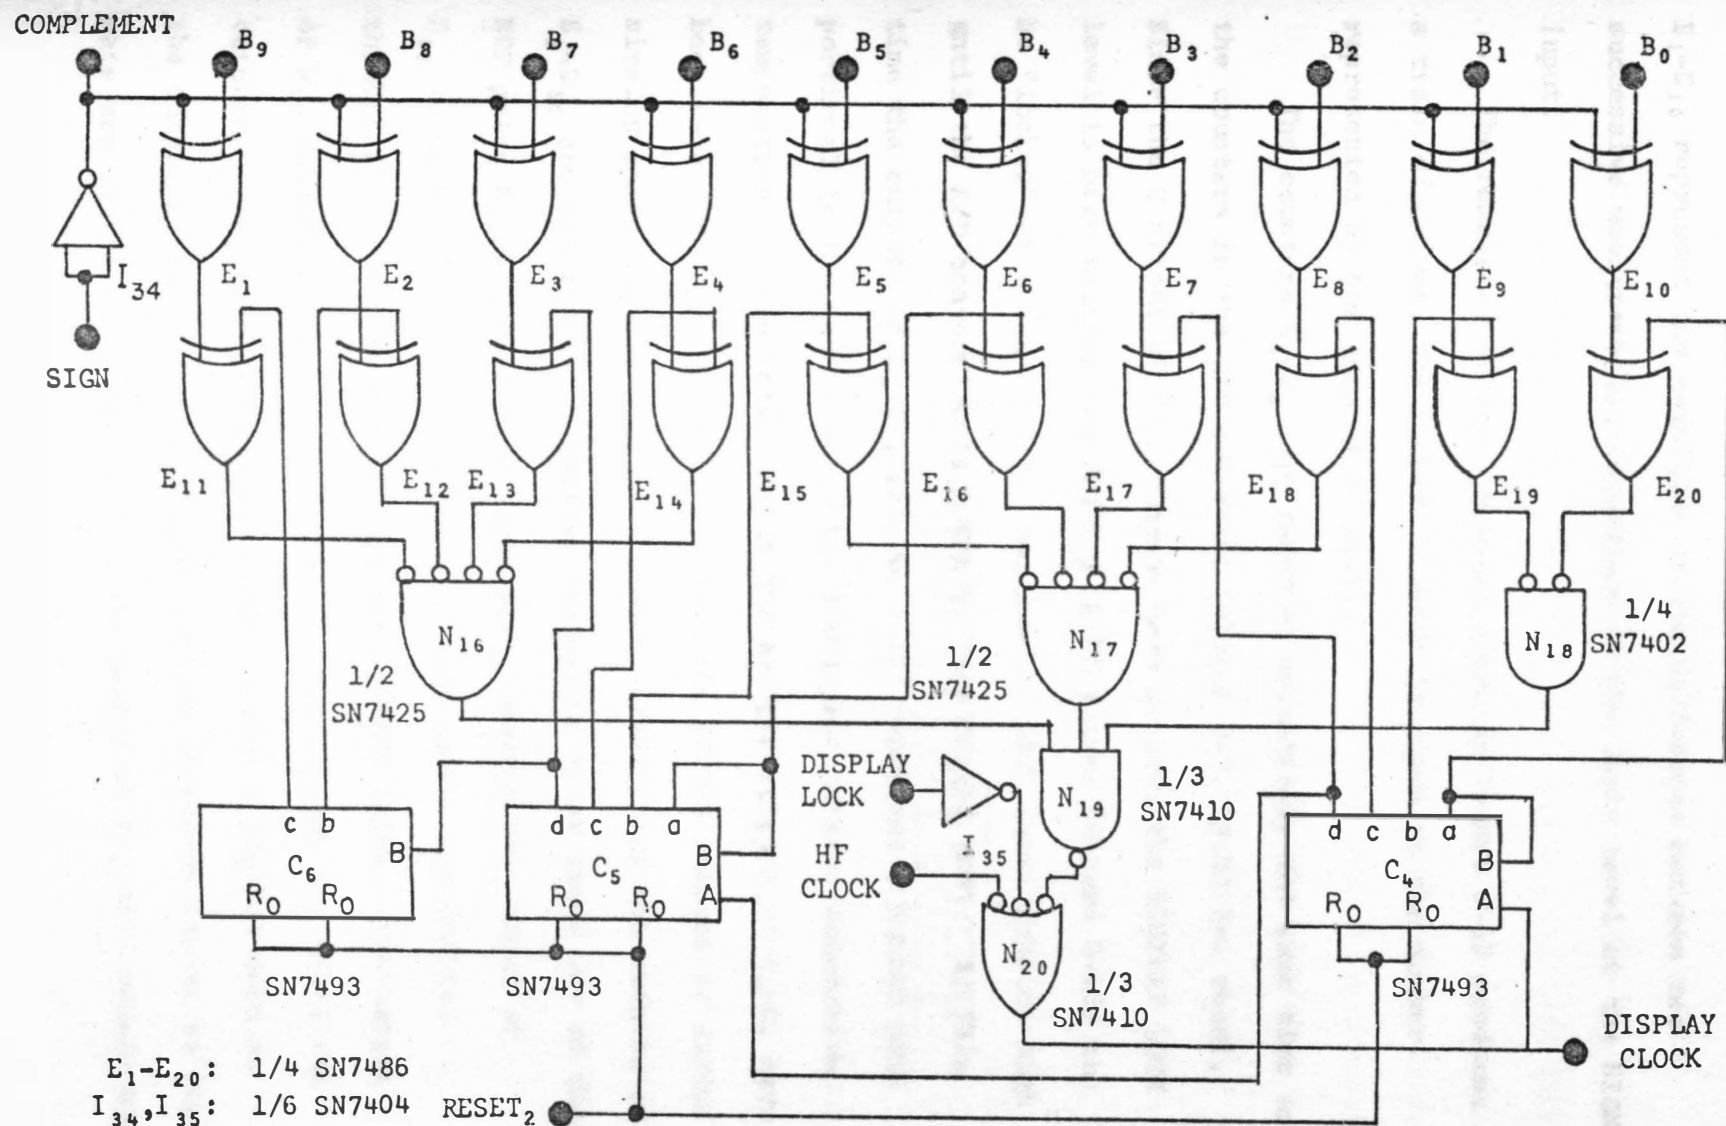 COMPLEMENT
B9 B8 B7 B6 B5 B4 B3 B2 B1 B0
I34
E1 E2 E3 E4 E5 E6 E7 E8 E9 E10
SIGN
E11 E12 E13 E14 E15 E16 E17 E18 E19 E20
N16
1/2
SN7425
N17
1/2
SN7425
N18
1/4
SN7402
DISPLAY
LOCK
I35
N19
1/3
SN7410
HF
CLOCK
N20
1/3
SN7410
c b
B
C6
R0 R0
SN7493
d c b a
B
C5
A
R0 R0
SN7493
d c b a
B
C4
A
R0 R0
SN7493
DISPLAY
CLOCK
E1-E20: 1/4 SN7486
I34,I35: 1/6 SN7404
RESET2